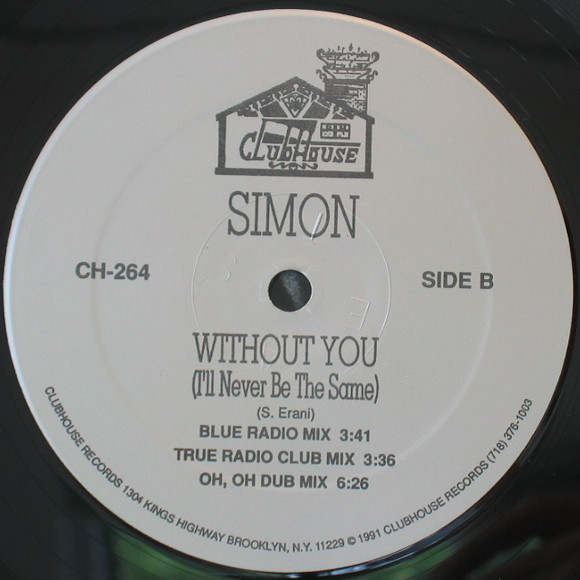 CLUBHOUSE
SIMON
CH-264
SIDE B
WITHOUT YOU
(I'll Never Be The Same)
(S. Erani)
BLUE RADIO MIX 3:41
TRUE RADIO CLUB MIX 3:36
OH, OH DUB MIX 6:26
CLUBHOUSE RECORDS 1304 KINGS HIGHWAY BROOKLYN, N.Y. 11229 © 1991 CLUBHOUSE RECORDS (718) 376-1003